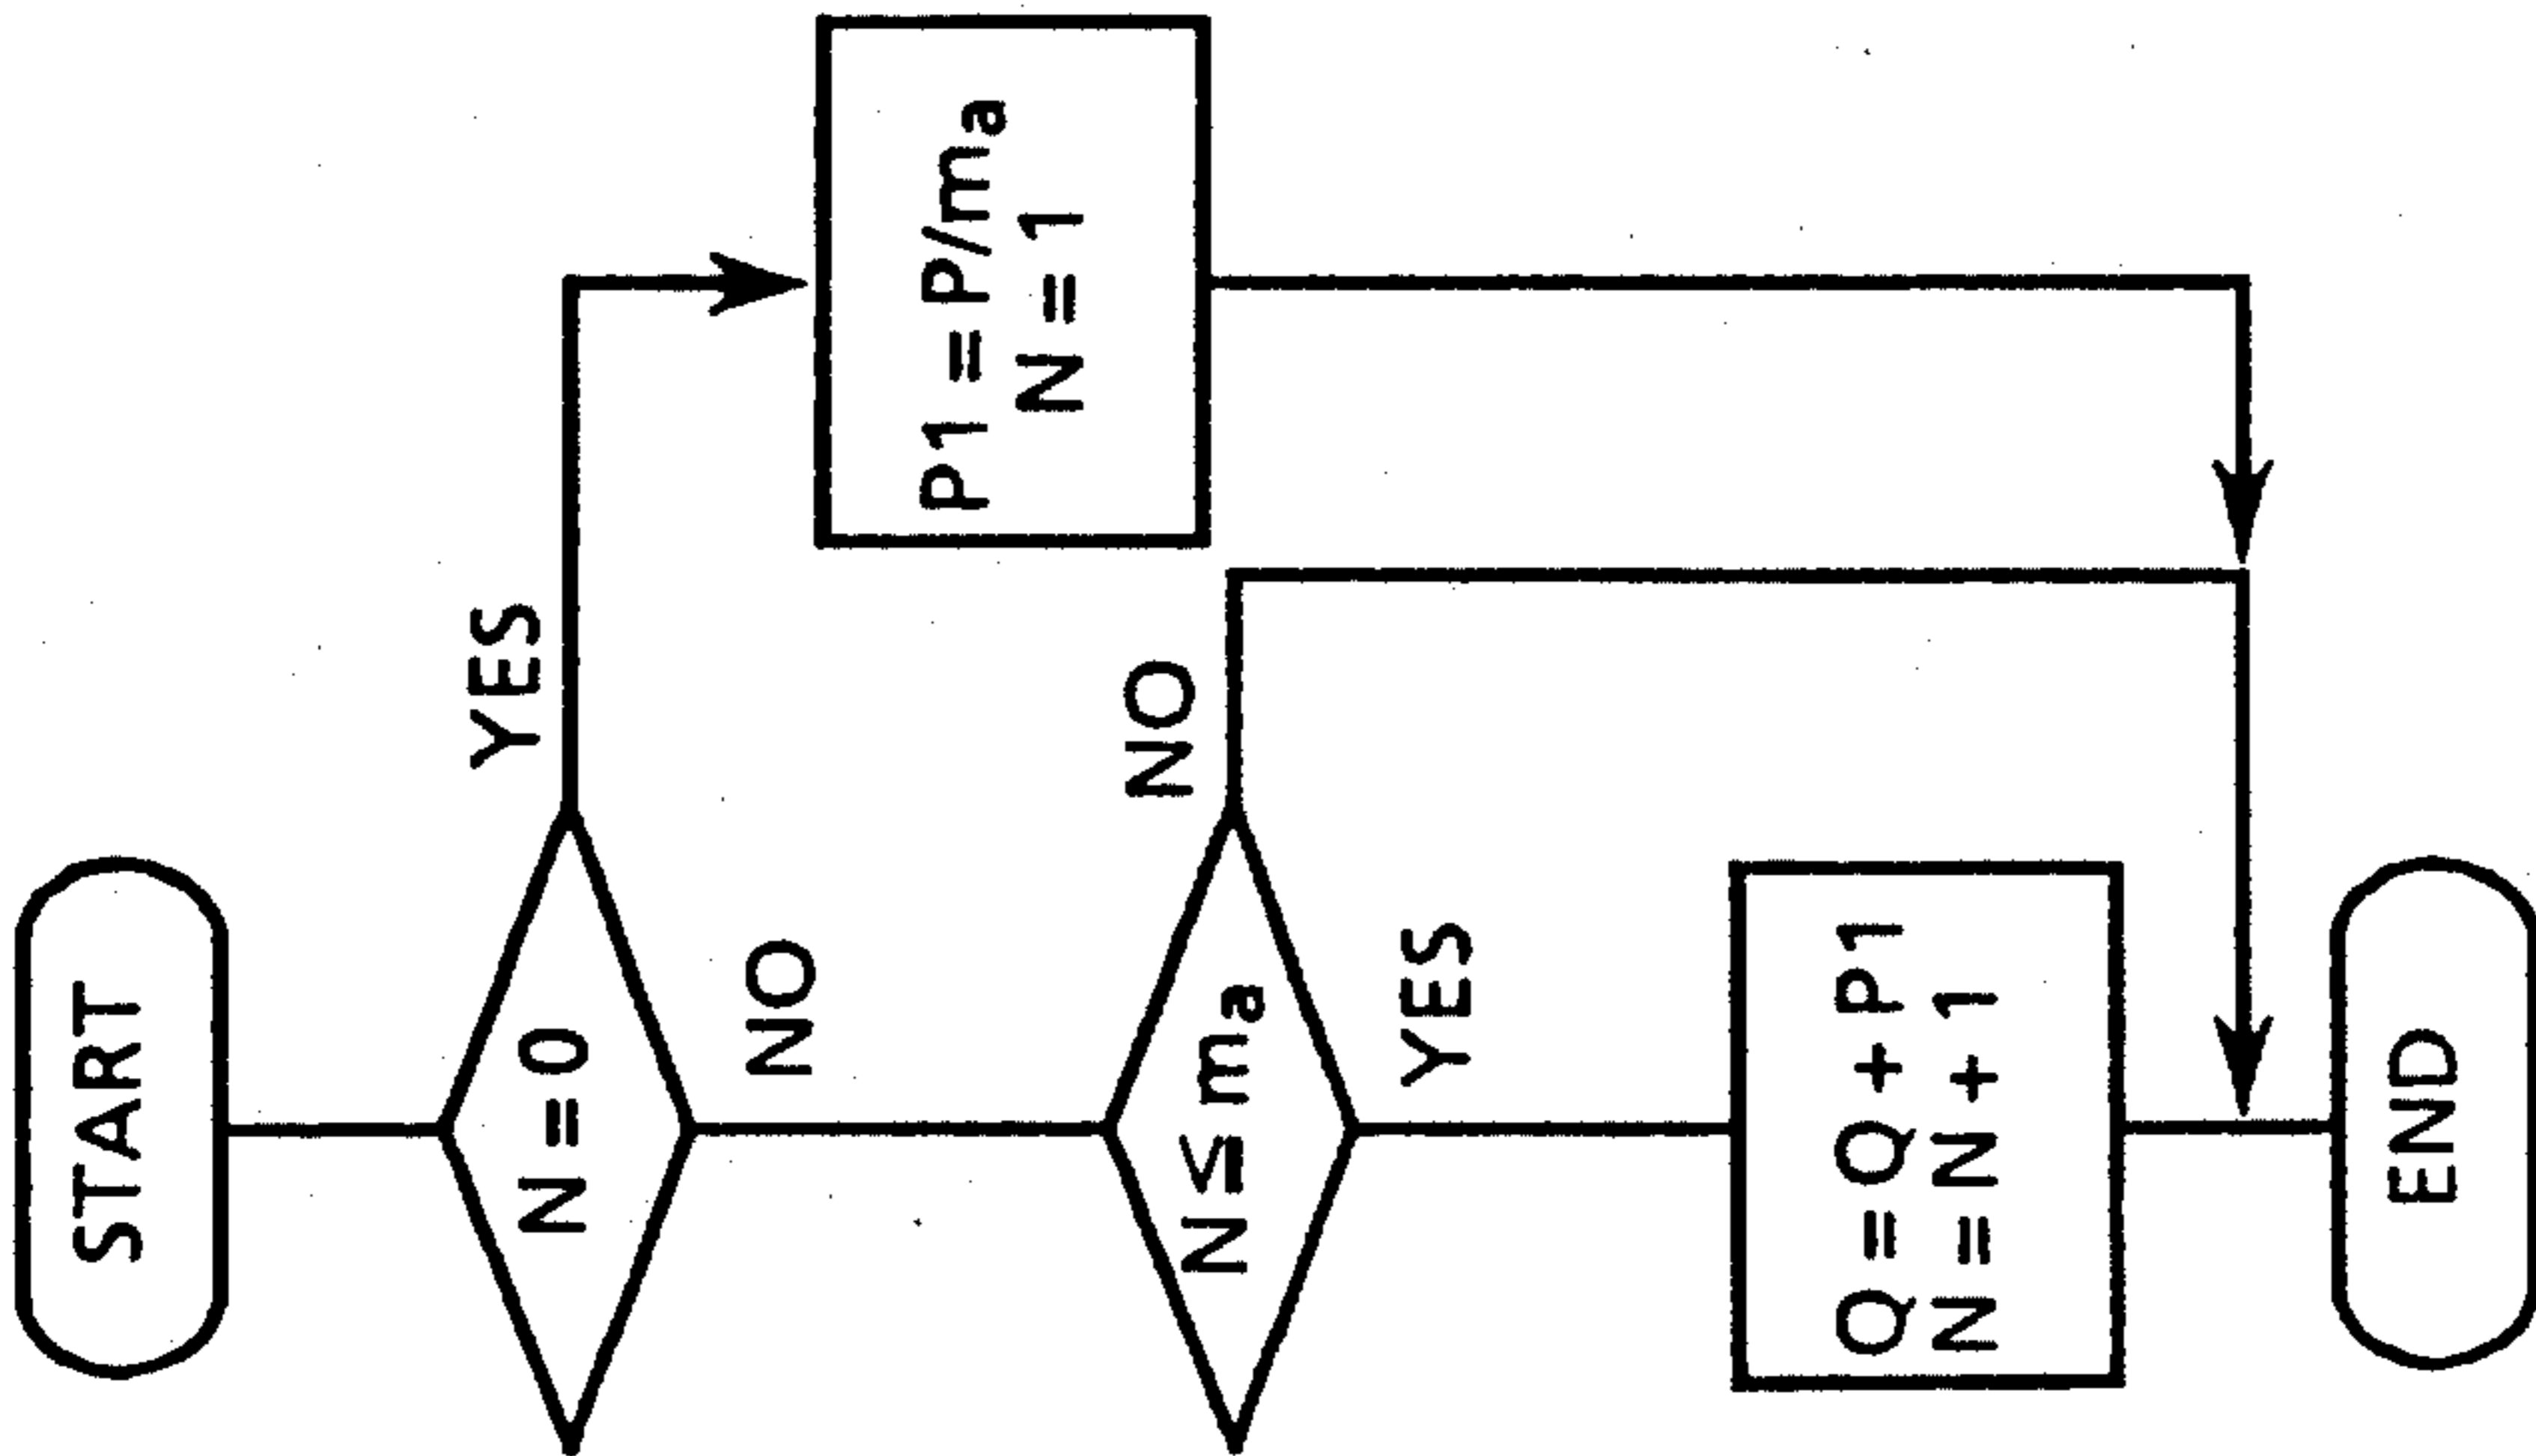 START
N = 0
YES
P1 = P/mₐ
N = 1
NO
N ≤ mₐ
NO
YES
Q = Q + P1
N = N + 1
END